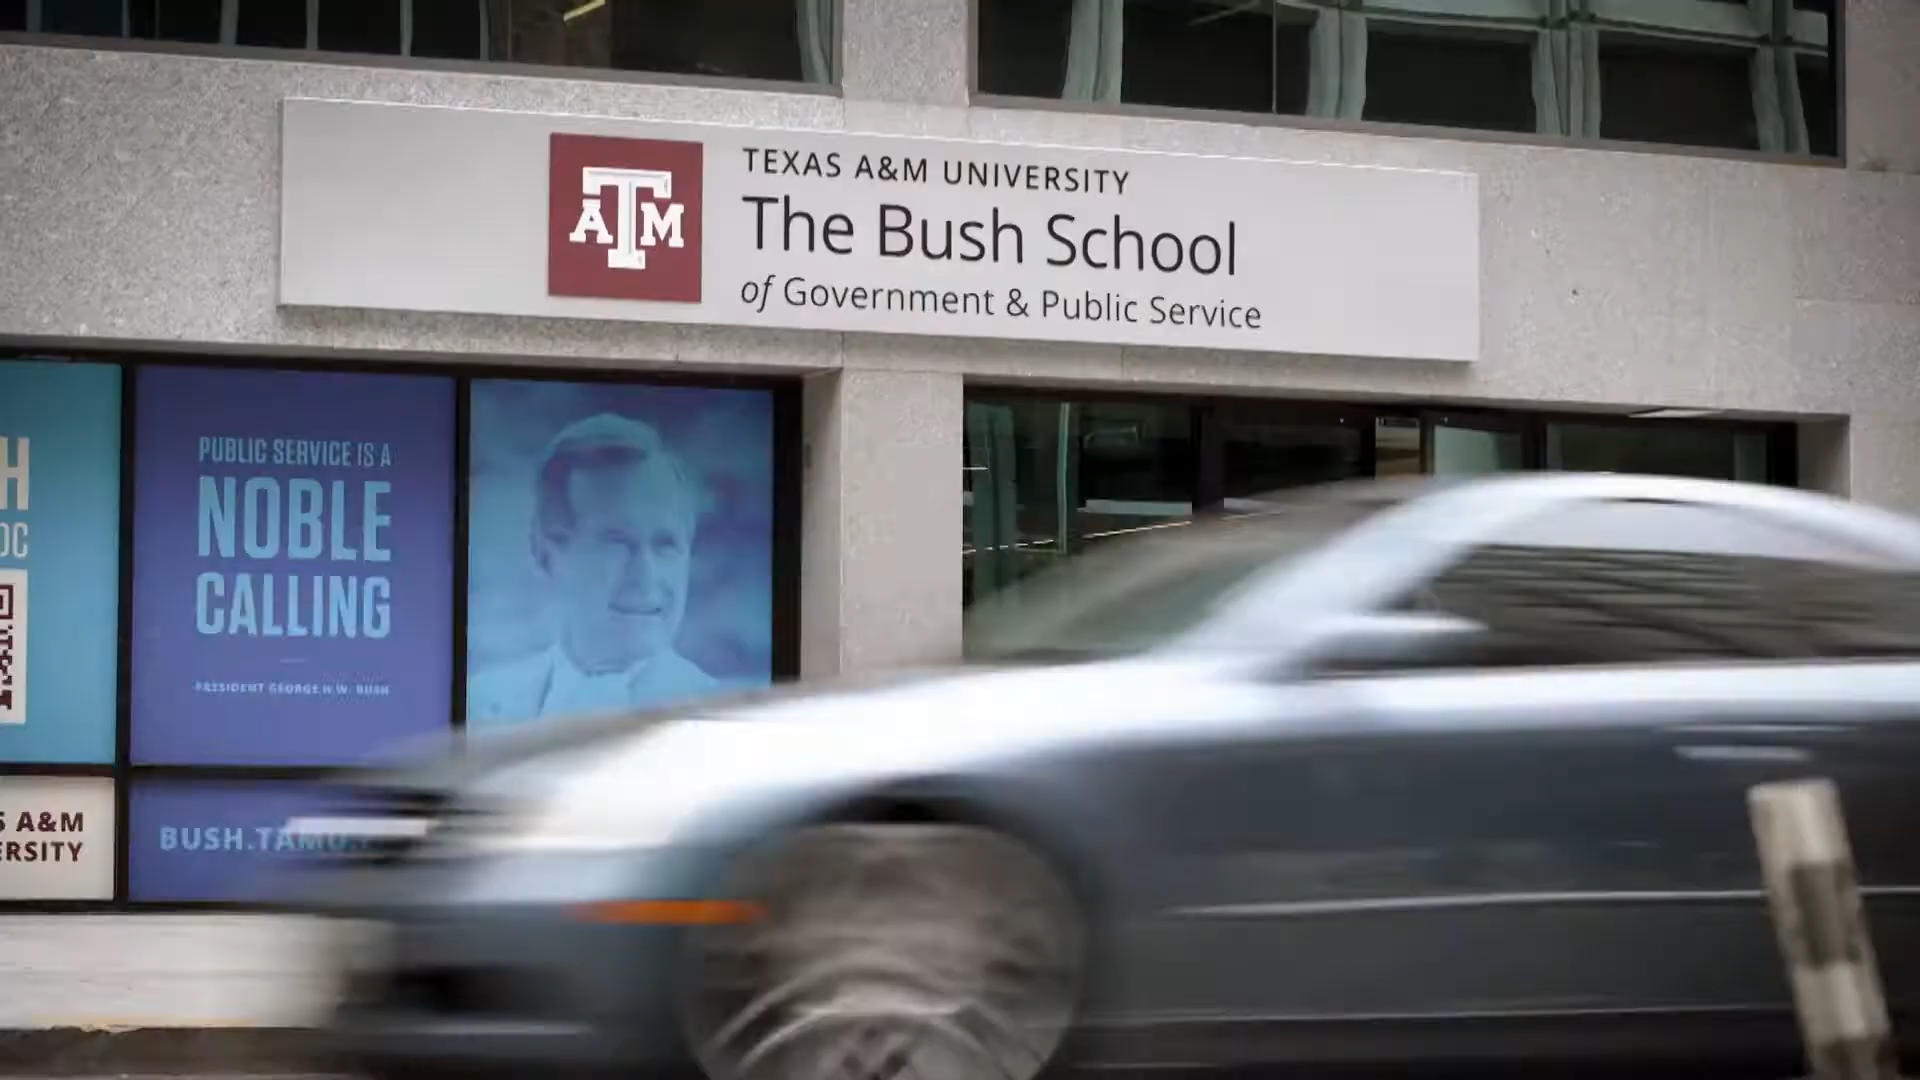 TEXAS A&M UNIVERSITY
The Bush School
of Government & Public Service
ATM
H
DC
PUBLIC SERVICE IS A
NOBLE
CALLING
PRESIDENT GEORGE H.W. BUSH
S A&M
ERSITY
BUSH.TAMU.